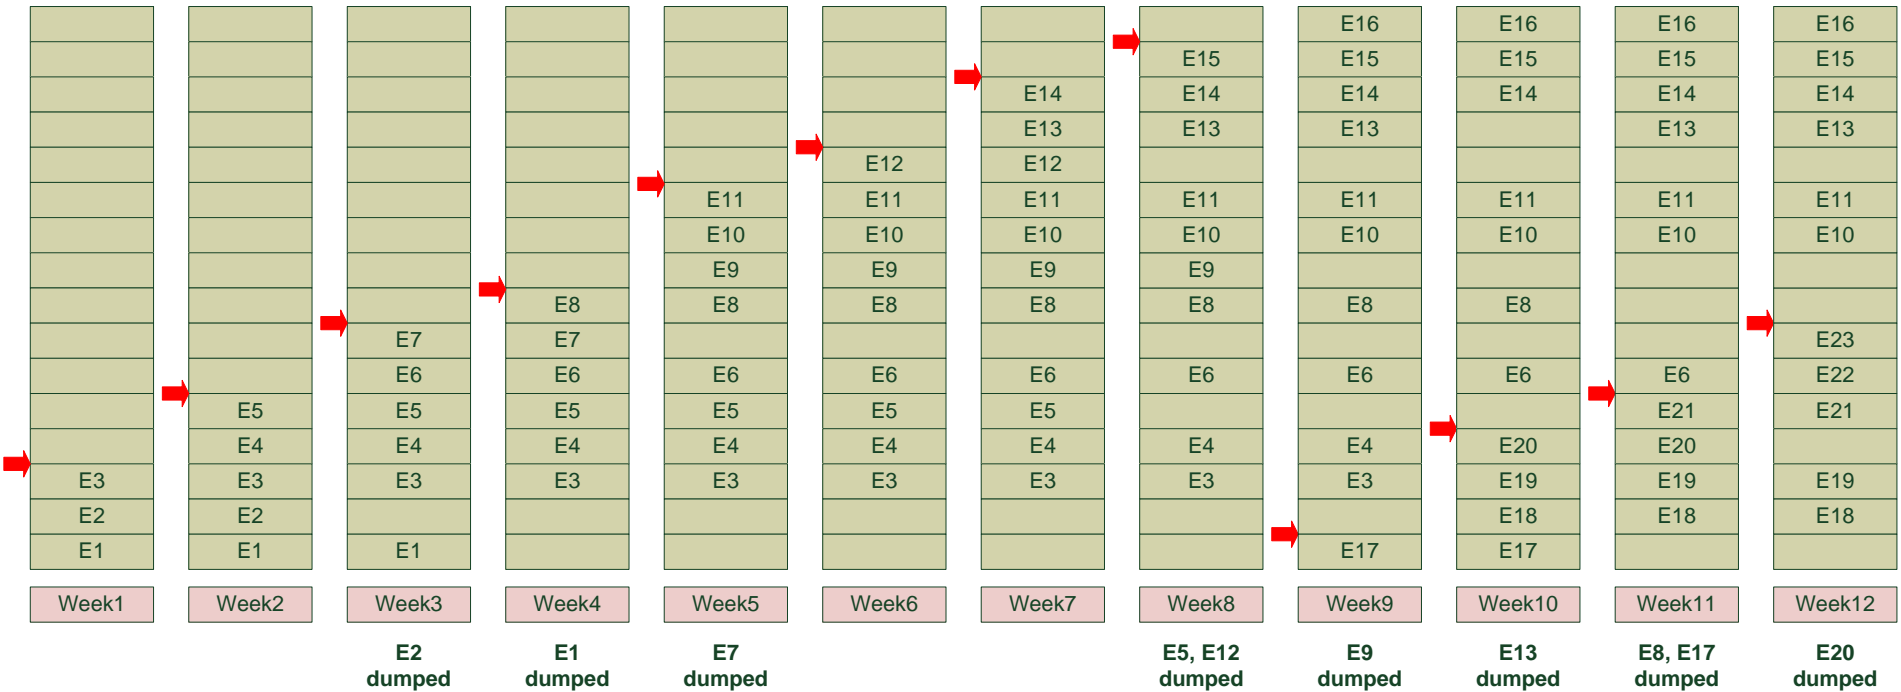 E16 E16 E16 E16
E15 E15 E15 E15 E15
E14 E14 E14 E14 E14 E14
E13 E13 E13 E13 E13
E12 E12
E11 E11 E11 E11 E11 E11 E11 E11
E10 E10 E10 E10 E10 E10 E10 E10
E9 E9 E9 E9
E8 E8 E8 E8 E8 E8 E8
E7 E7 E23
E6 E6 E6 E6 E6 E6 E6 E6 E6 E22
E5 E5 E5 E5 E5 E5 E21 E21
E4 E4 E4 E4 E4 E4 E4 E4 E20 E20
E3 E3 E3 E3 E3 E3 E3 E3 E3 E19 E19 E19
E2 E2 E18 E18 E18
E1 E1 E1 E17 E17
Week1 Week2 Week3 Week4 Week5 Week6 Week7 Week8 Week9 Week10 Week11 Week12
E2 E1 E7 E5, E12 E9 E13 E8, E17 E20
dumped dumped dumped dumped dumped dumped dumped dumped